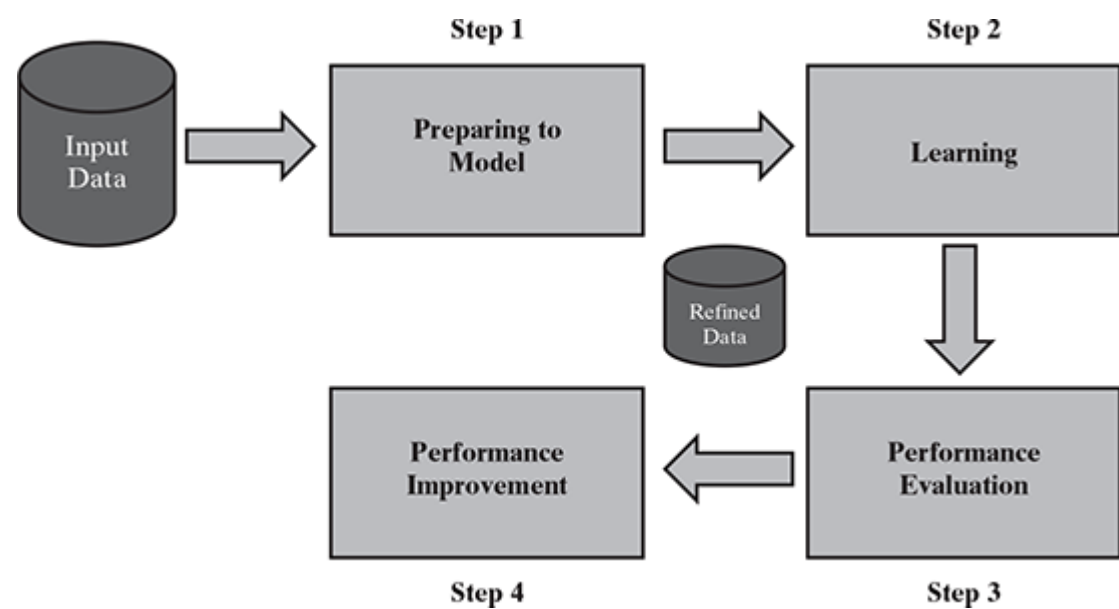 Step 1
Step 2
Input
Data
Preparing to
Model
Learning
Refined
Data
Performance
Improvement
Performance
Evaluation
Step 4
Step 3